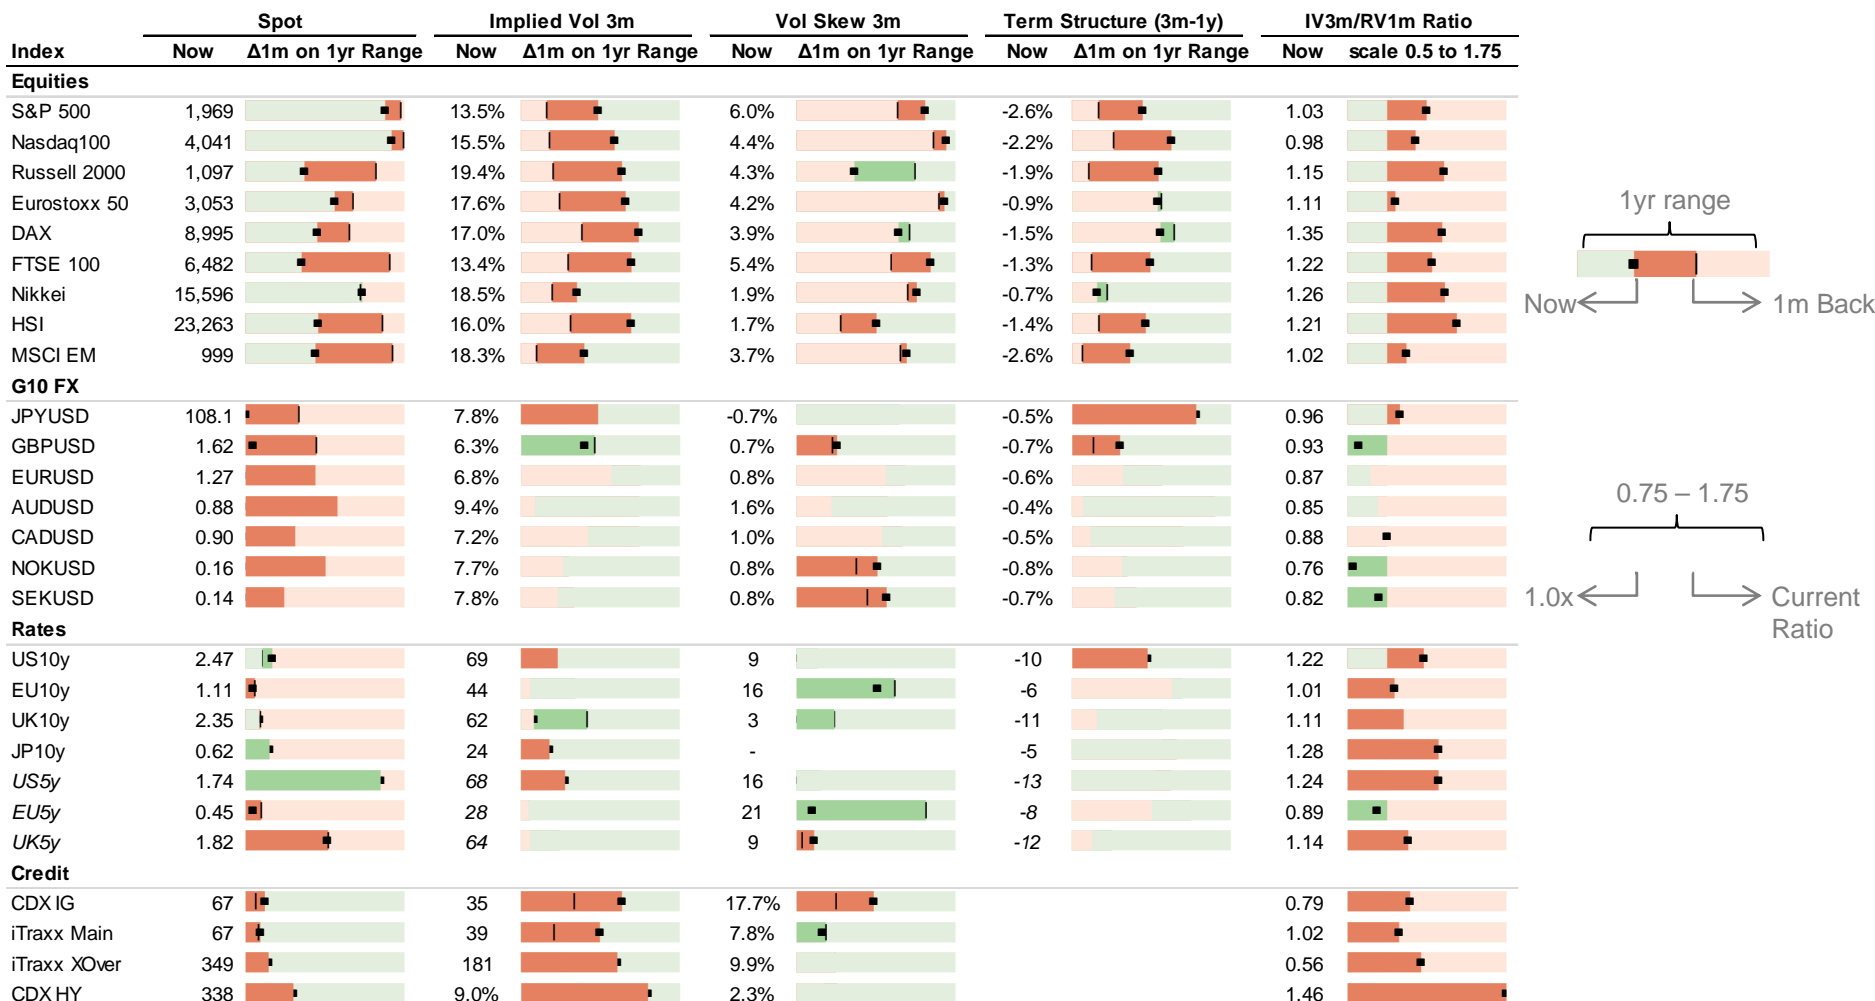 Spot Implied Vol 3m Vol Skew 3m Term Structure (3m-1y) IV3m/RV1m Ratio
Index Now Δ1m on 1yr Range Now Δ1m on 1yr Range Now Δ1m on 1yr Range Now Δ1m on 1yr Range Now scale 0.5 to 1.75
Equities
S&P 500 1,969 13.5% 6.0% -2.6% 1.03
Nasdaq100 4,041 15.5% 4.4% -2.2% 0.98
Russell 2000 1,097 19.4% 4.3% -1.9% 1.15
Eurostoxx 50 3,053 17.6% 4.2% -0.9% 1.11
DAX 8,995 17.0% 3.9% -1.5% 1.35
FTSE 100 6,482 13.4% 5.4% -1.3% 1.22
Nikkei 15,596 18.5% 1.9% -0.7% 1.26
HSI 23,263 16.0% 1.7% -1.4% 1.21
MSCI EM 999 18.3% 3.7% -2.6% 1.02
G10 FX
JPYUSD 108.1 7.8% -0.7% -0.5% 0.96
GBPUSD 1.62 6.3% 0.7% -0.7% 0.93
EURUSD 1.27 6.8% 0.8% -0.6% 0.87
AUDUSD 0.88 9.4% 1.6% -0.4% 0.85
CADUSD 0.90 7.2% 1.0% -0.5% 0.88
NOKUSD 0.16 7.7% 0.8% -0.8% 0.76
SEKUSD 0.14 7.8% 0.8% -0.7% 0.82
Rates
US10y 2.47 69 9 -10 1.22
EU10y 1.11 44 16 -6 1.01
UK10y 2.35 62 3 -11 1.11
JP10y 0.62 24 - -5 1.28
US5y 1.74 68 16 -13 1.24
EU5y 0.45 28 21 -8 0.89
UK5y 1.82 64 9 -12 1.14
Credit
CDX IG 67 35 17.7% 0.79
iTraxx Main 67 39 7.8% 1.02
iTraxx XOver 349 181 9.9% 0.56
CDX HY 338 9.0% 2.3% 1.46
1yr range
Now 1m Back
0.75 – 1.75
1.0x Current
Ratio